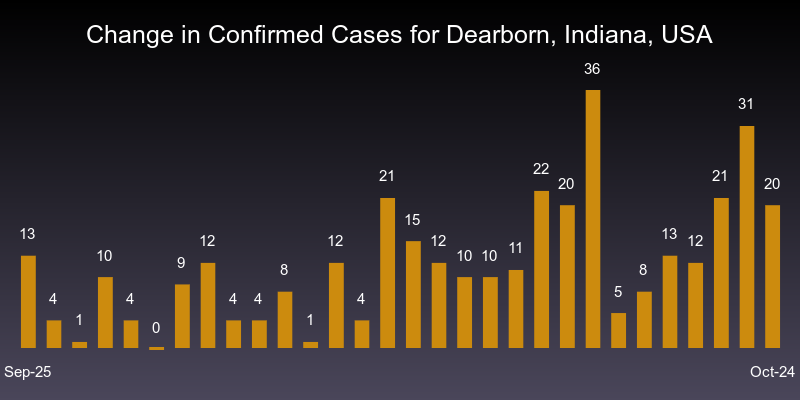 Change in Confirmed Cases for Dearborn, Indiana, USA
13 4 1 10 4 0 9 12 4 4 8 1 12 4 21 15 12 10 10 11 22 20 36 5 8 13 12 21 31 20
Sep-25 Oct-24